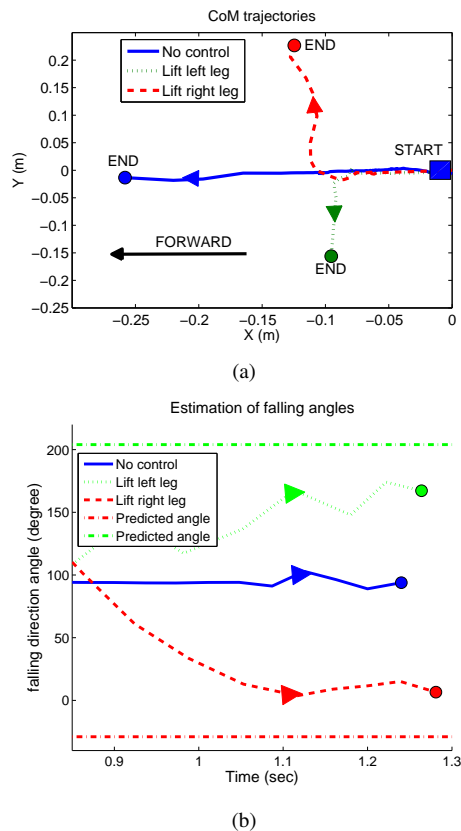 CoM trajectories
No control
Lift left leg
Lift right leg
END
START
END
END
FORWARD
0.2
0.15
0.1
0.05
0
−0.05
−0.1
−0.15
−0.2
−0.25
Y (m)
−0.25 −0.2 −0.15 −0.1 −0.05 0
X (m)
(a)
Estimation of falling angles
No control
Lift left leg
Lift right leg
Predicted angle
Predicted angle
200
150
100
50
0
falling direction angle (degree)
0.9 1 1.1 1.2 1.3
Time (sec)
(b)